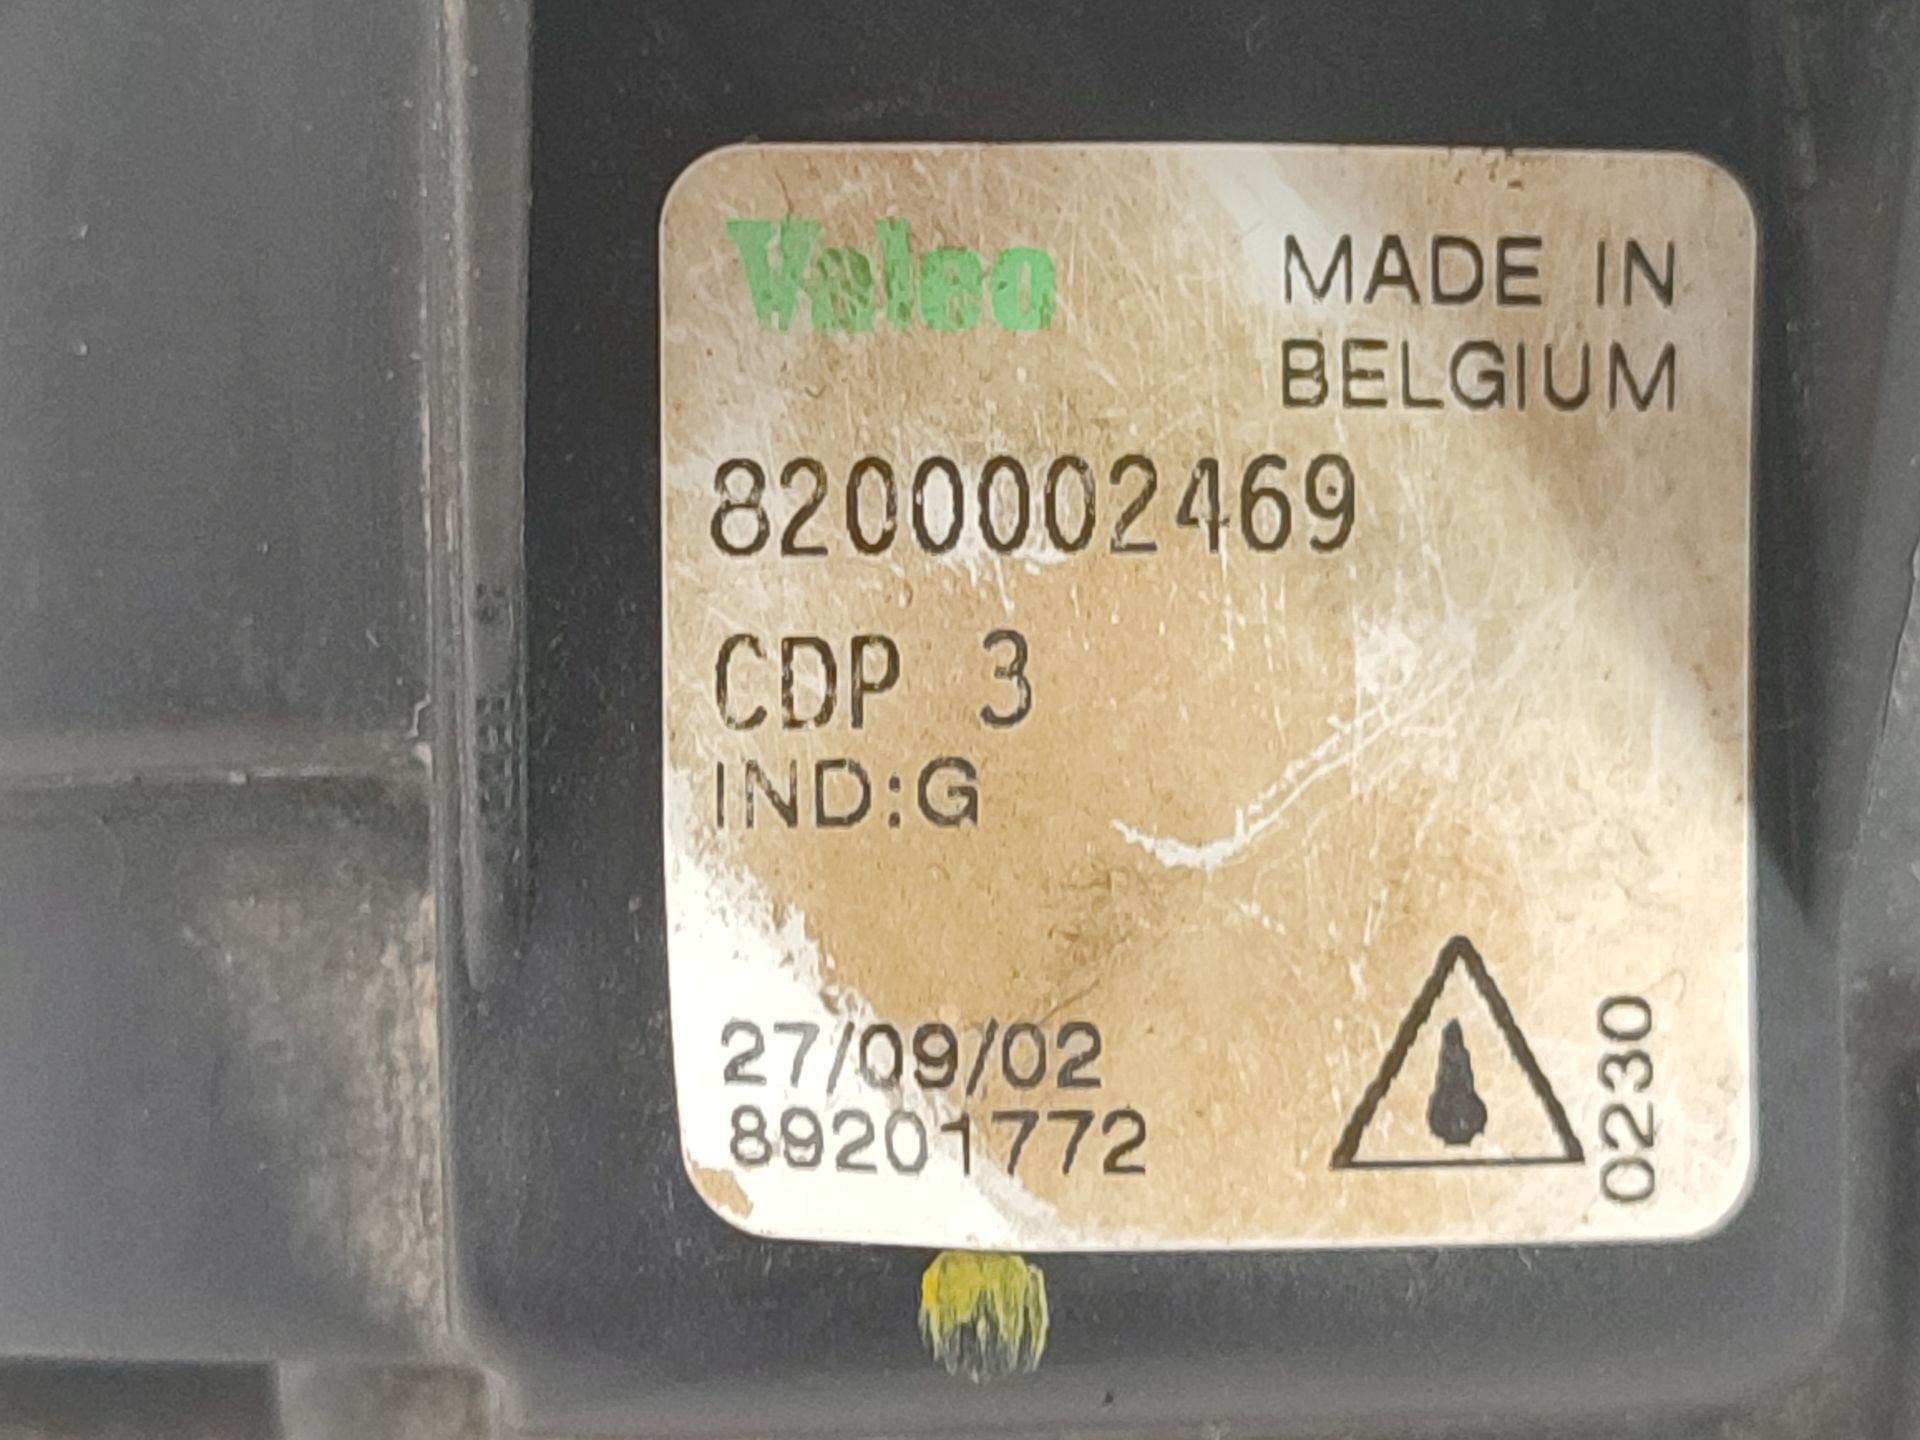 Valeo
MADE IN
BELGIUM
8200002469
CDP 3
IND:G
27/09/02
89201772
0230